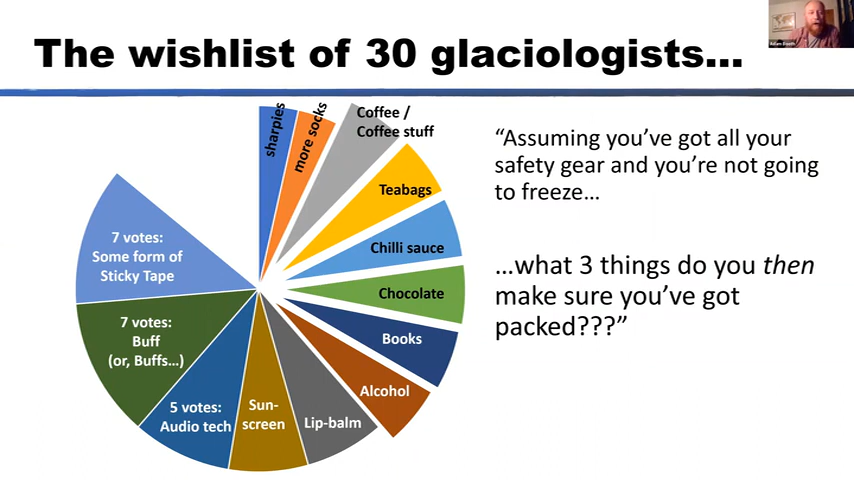 The wishlist of 30 glaciologists...
sharpies
more socks
Coffee /
Coffee stuff
Teabags
Chilli sauce
Chocolate
Books
Alcohol
Lip-balm
Sun-
screen
5 votes:
Audio tech
7 votes:
Buff
(or, Buffs...)
7 votes:
Some form of
Sticky Tape
“Assuming you’ve got all your
safety gear and you’re not going
to freeze...
...what 3 things do you then
make sure you’ve got
packed???”